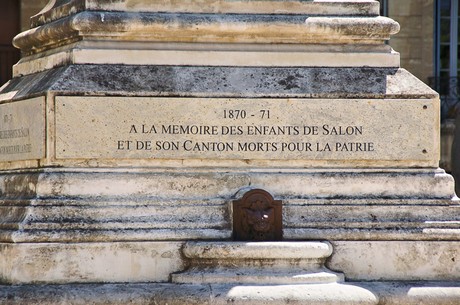 1870 - 71
A LA MEMOIRE DES ENFANTS DE SALON
ET DE SON CANTON MORTS POUR LA PATRIE